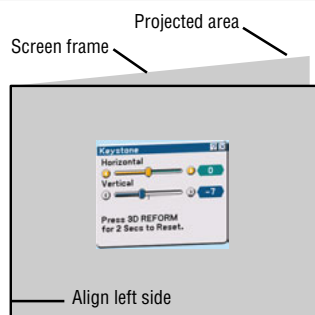 Projected area
Screen frame
Keystone
Horizontal
0
Vertical
-7
Press 3D REFORM
for 2 Secs to Reset.
Align left side